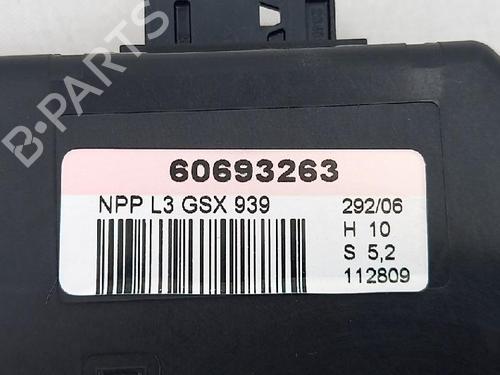 B-PARTS
60693263
NPP L3 GSX 939
292/06
H 10
S 5,2
112809